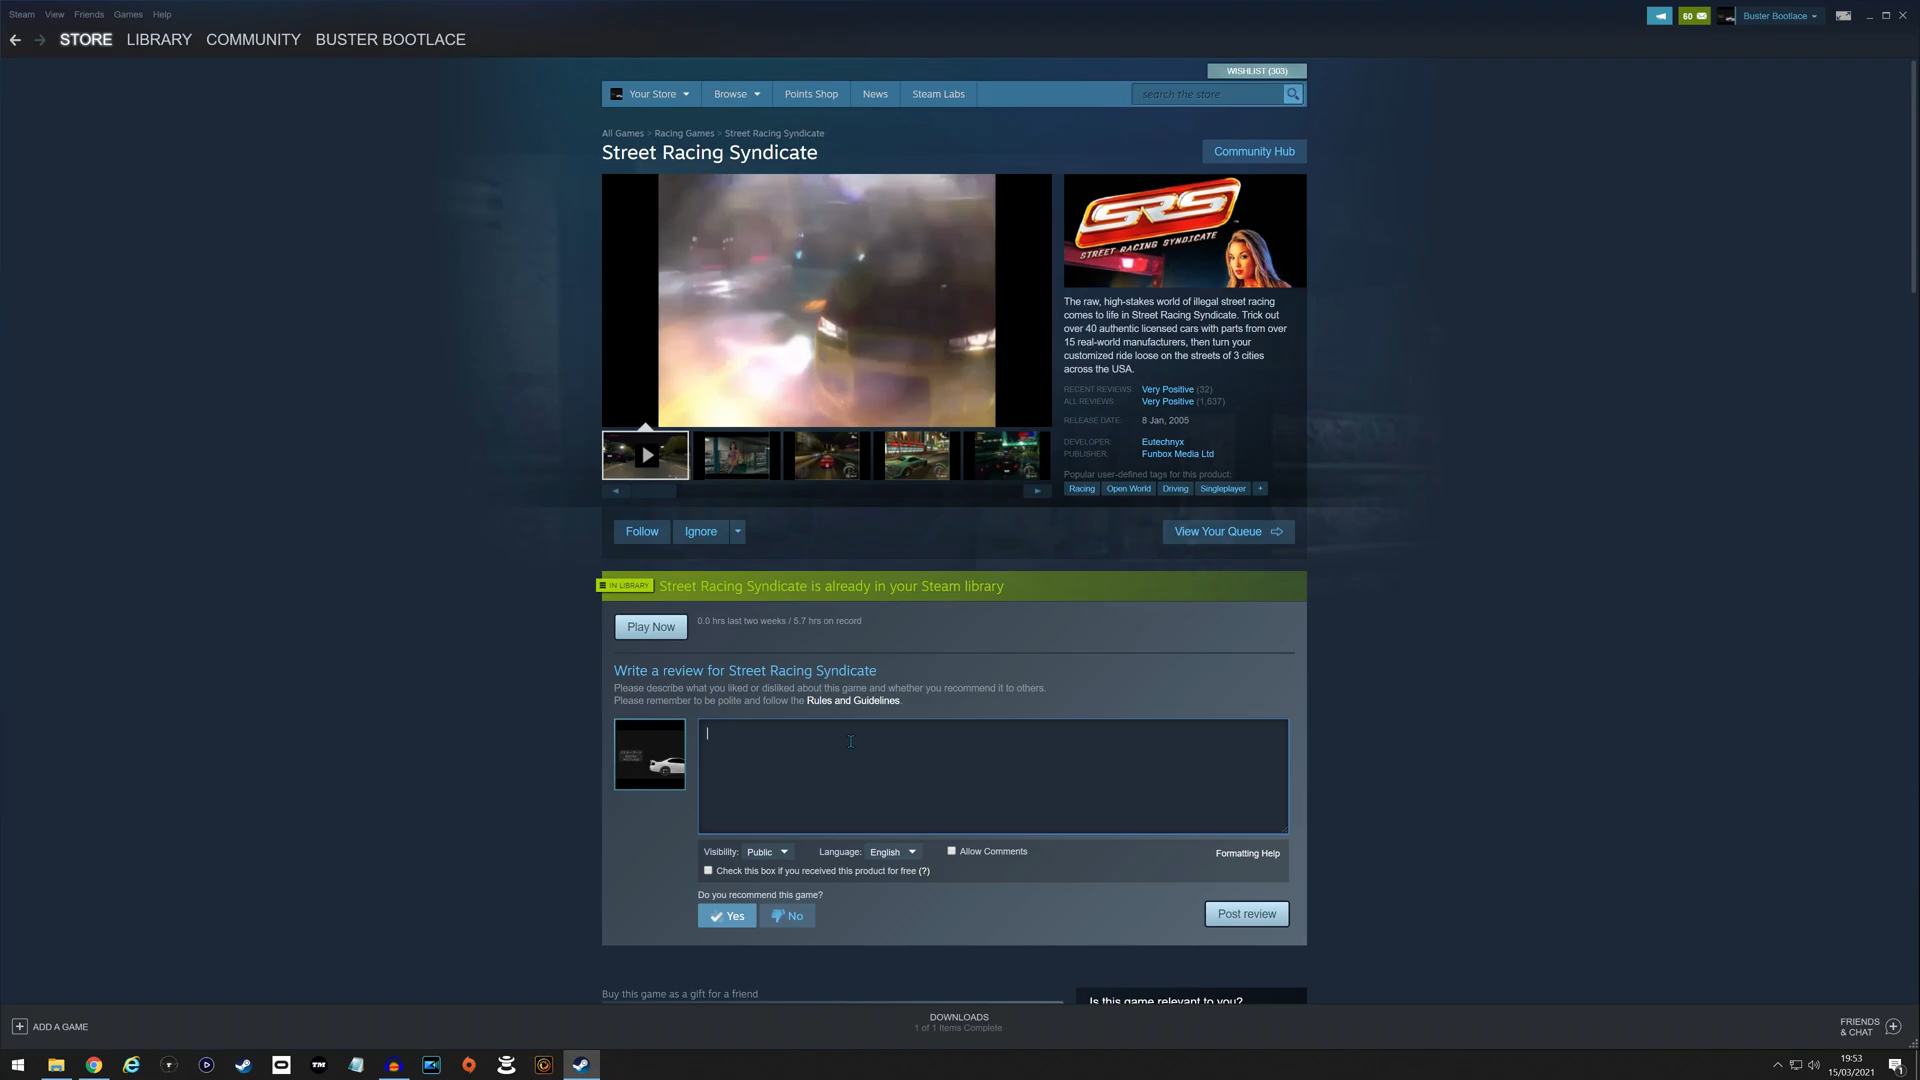 Steam View Friends Games Help
60 Buster Bootlace
STORE LIBRARY COMMUNITY BUSTER BOOTLACE
WISHLIST (303)
Your Store Browse Points Shop News Steam Labs search the store
All Games > Racing Games > Street Racing Syndicate
Street Racing Syndicate
Community Hub
SRS
STREET RACING SYNDICATE
The raw, high-stakes world of illegal street racing
comes to life in Street Racing Syndicate. Trick out
over 40 authentic licensed cars with parts from over
15 real-world manufacturers, then turn your
customized ride loose on the streets of 3 cities
across the USA.
RECENT REVIEWS: Very Positive (32)
ALL REVIEWS: Very Positive (1,637)
RELEASE DATE: 8 Jan, 2005
DEVELOPER: Eutechnyx
PUBLISHER: Funbox Media Ltd
Popular user-defined tags for this product:
Racing Open World Driving Singleplayer +
Follow Ignore View Your Queue
IN LIBRARY Street Racing Syndicate is already in your Steam library
Play Now 0.0 hrs last two weeks / 5.7 hrs on record
Write a review for Street Racing Syndicate
Please describe what you liked or disliked about this game and whether you recommend it to others.
Please remember to be polite and follow the Rules and Guidelines.
Visibility: Public Language: English Allow Comments Formatting Help
Check this box if you received this product for free (?)
Do you recommend this game?
Yes No Post review
Buy this game as a gift for a friend
Is this game relevant to you?
ADD A GAME
DOWNLOADS
1 of 1 Items Complete
FRIENDS
& CHAT
19:53
15/03/2021